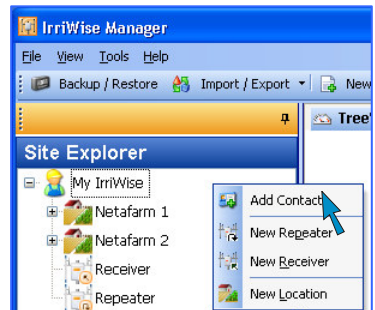 IrriWise Manager
File View Tools Help
Backup / Restore Import / Export New
Tree
Site Explorer
My IrriWise
Netafarm 1
Netafarm 2
Receiver
Repeater
Add Contact
New Repeater
New Receiver
New Location